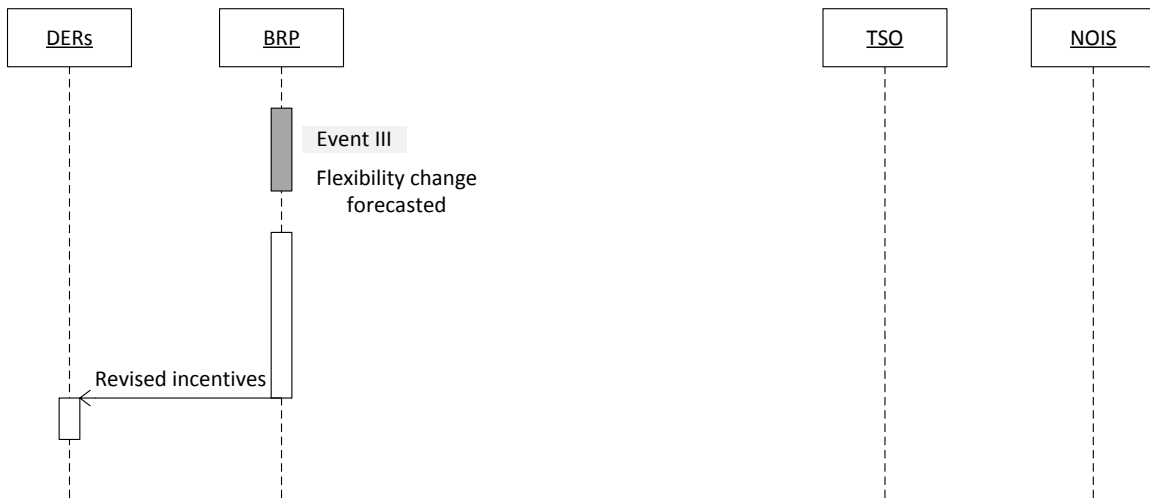 DERs
BRP
TSO
NOIS
Event III
Flexibility change
forecasted
Revised incentives